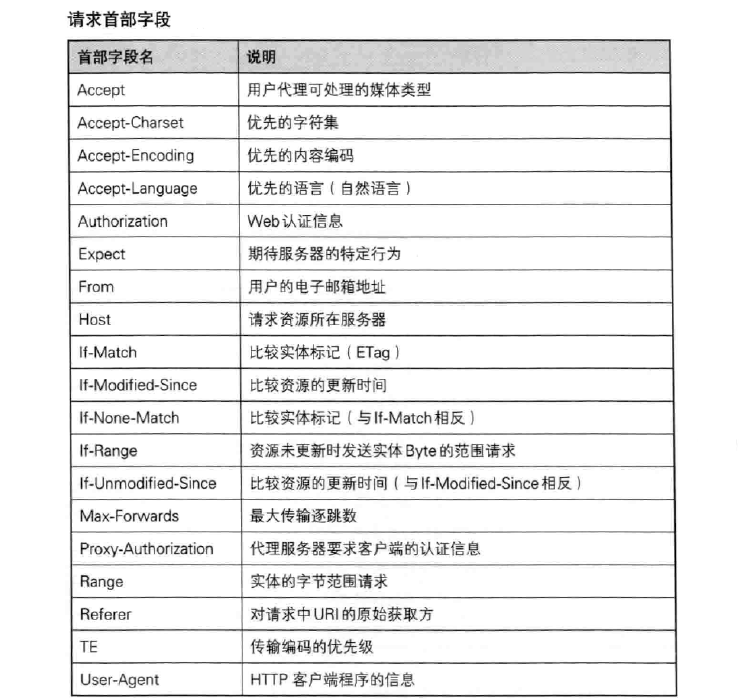 请求首部字段
首部字段名 说明
Accept 用户代理可处理的媒体类型
Accept-Charset 优先的字符集
Accept-Encoding 优先的内容编码
Accept-Language 优先的语言（自然语言）
Authorization Web认证信息
Expect 期待服务器的特定行为
From 用户的电子邮箱地址
Host 请求资源所在服务器
If-Match 比较实体标记（ETag）
If-Modified-Since 比较资源的更新时间
If-None-Match 比较实体标记（与If-Match相反）
If-Range 资源未更新时发送实体Byte的范围请求
If-Unmodified-Since 比较资源的更新时间（与If-Modified-Since相反）
Max-Forwards 最大传输逐跳数
Proxy-Authorization 代理服务器要求客户端的认证信息
Range 实体的字节范围请求
Referer 对请求中URI的原始获取方
TE 传输编码的优先级
User-Agent HTTP 客户端程序的信息